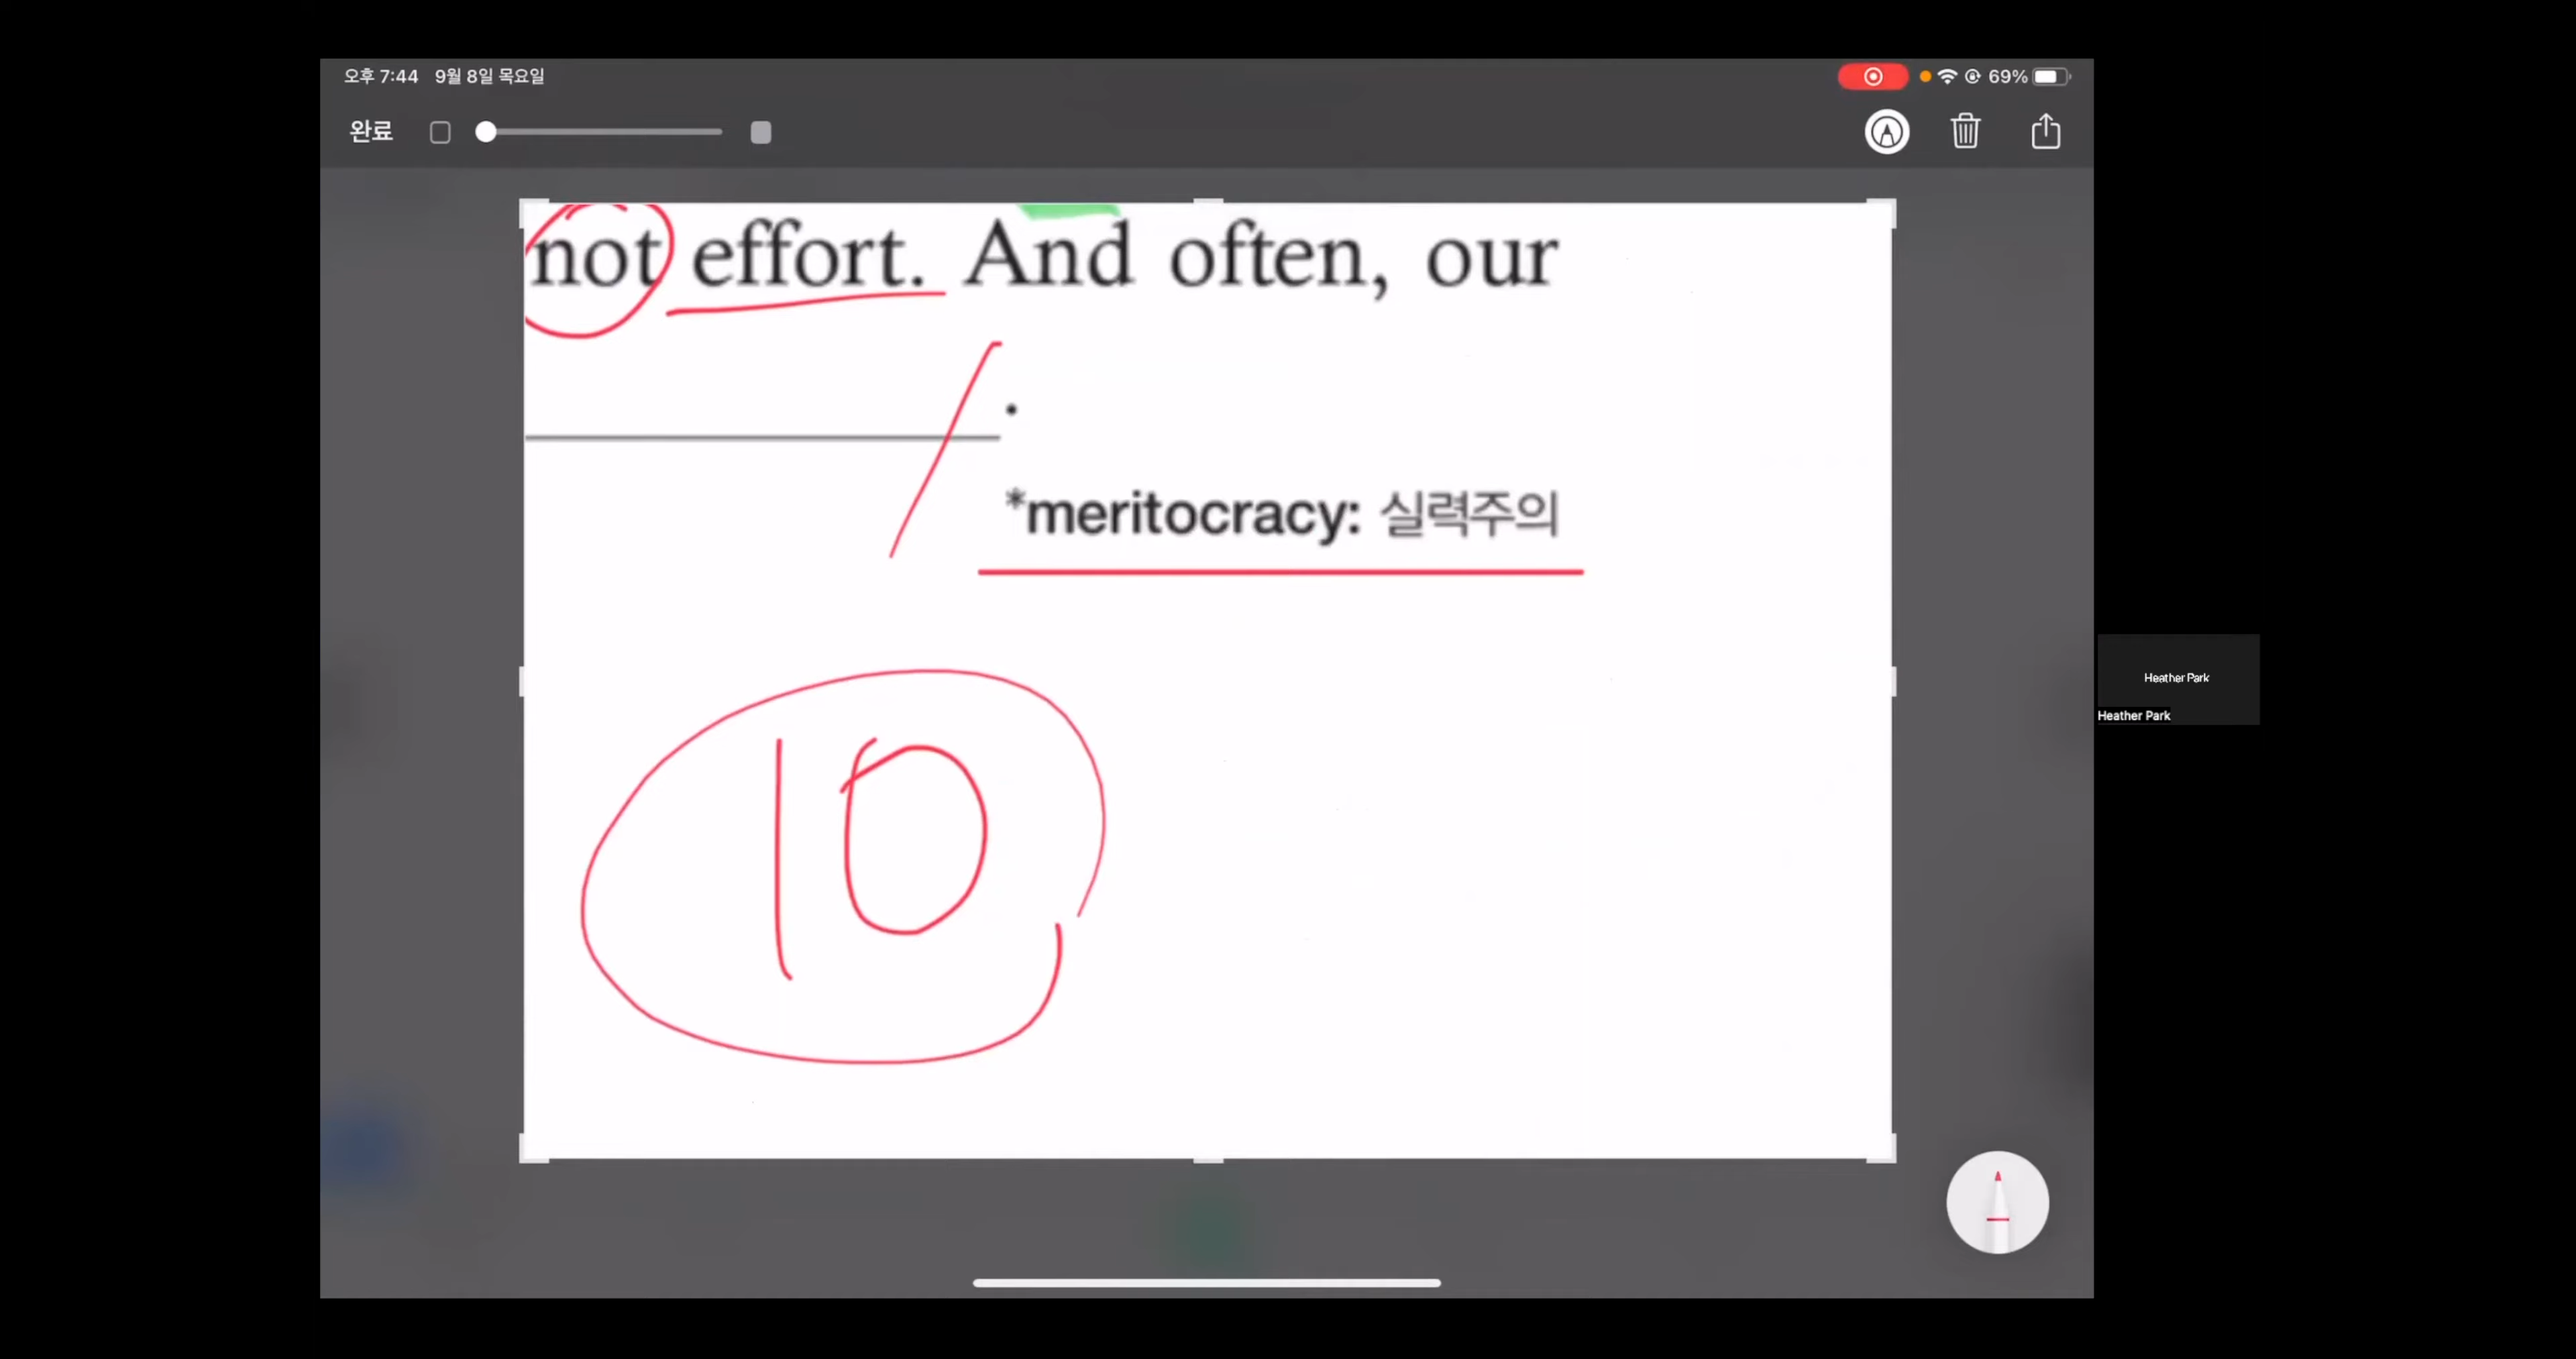 오후 7:44 9월 8일 목요일
69%
완료
not effort. And often, our
.
*meritocracy: 실력주의
10
Heather Park
Heather Park